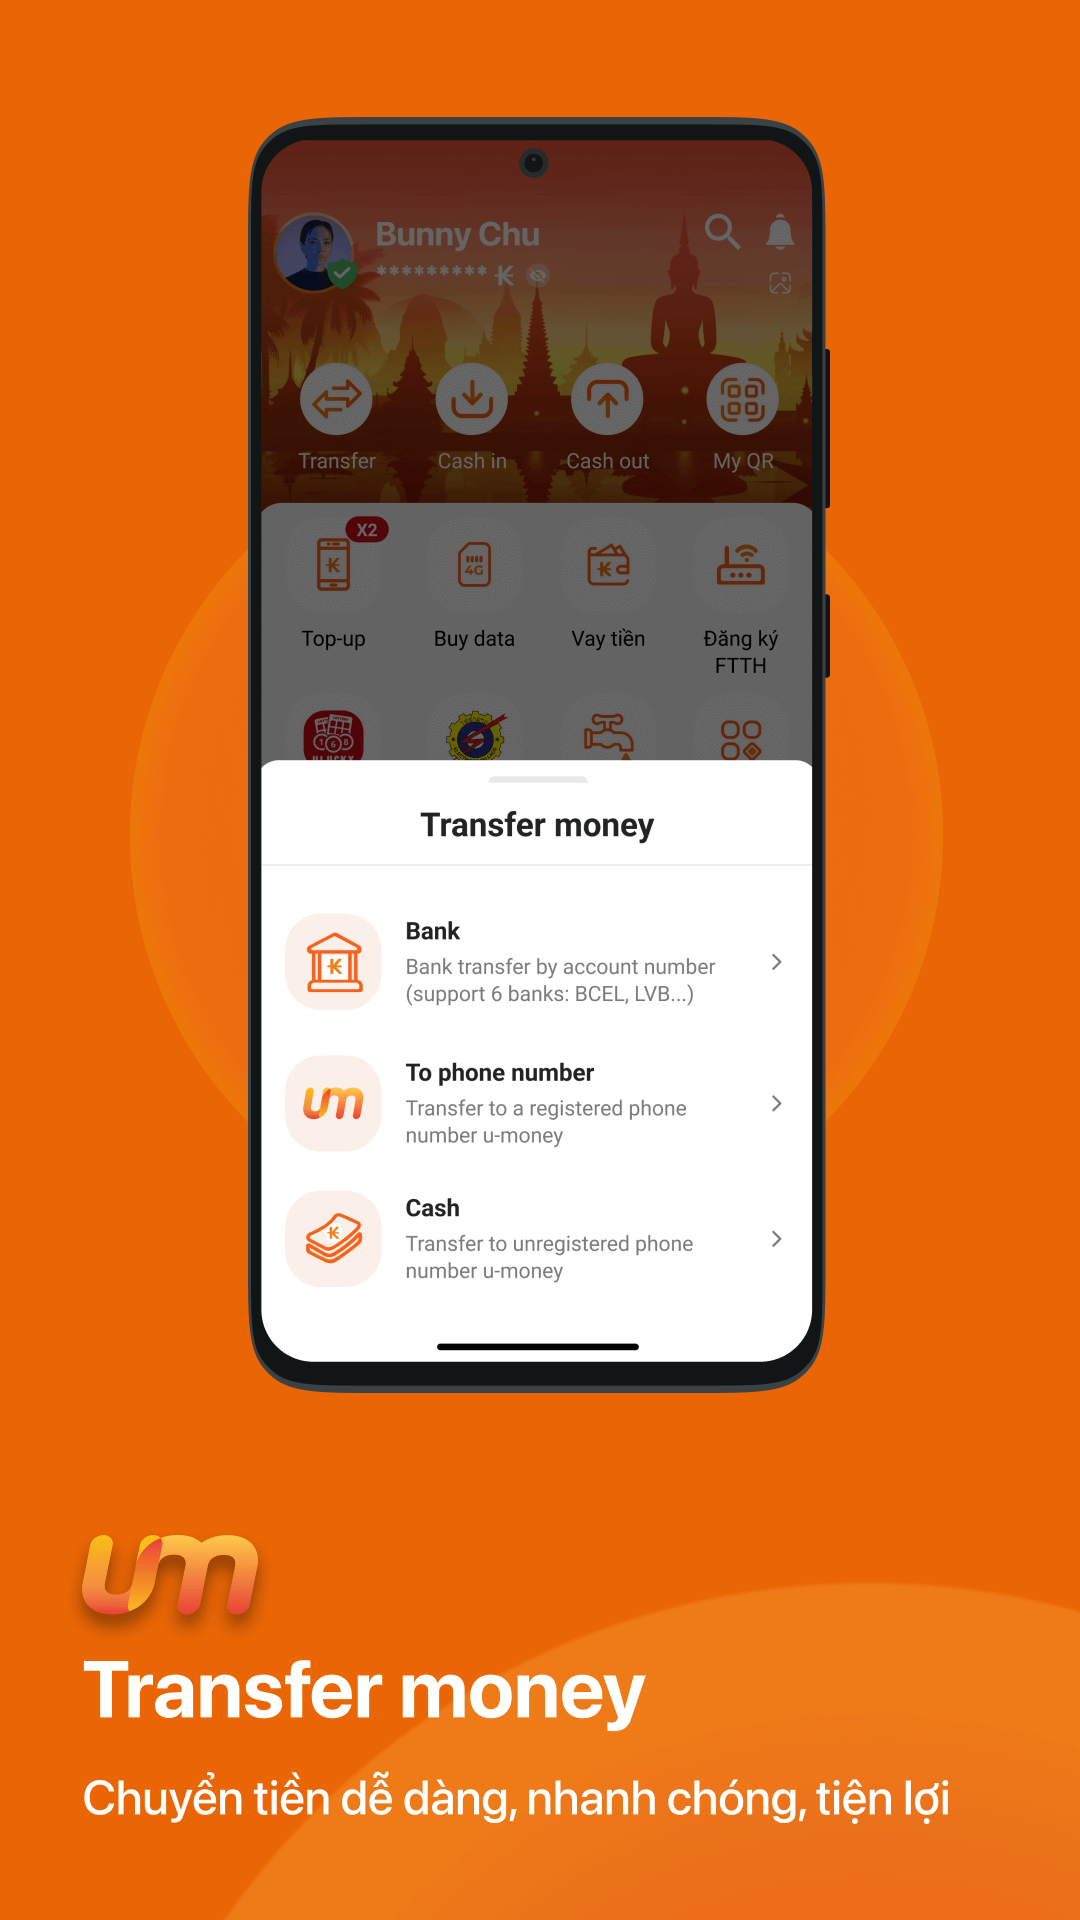 Bunny Chu
********* ₭
Transfer
Cash in
Cash out
My QR
X2
4G
Top-up
Buy data
Vay tiền
Đăng ký
FTTH
Transfer money
Bank
Bank transfer by account number
(support 6 banks: BCEL, LVB...)
um
To phone number
Transfer to a registered phone
number u-money
Cash
Transfer to unregistered phone
number u-money
um
Transfer money
Chuyển tiền dễ dàng, nhanh chóng, tiện lợi